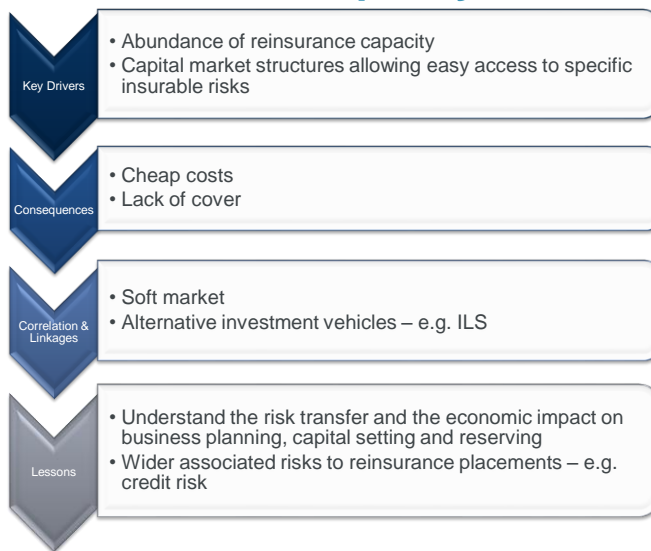 Key Drivers
• Abundance of reinsurance capacity
• Capital market structures allowing easy access to specific
insurable risks
Consequences
• Cheap costs
• Lack of cover
Correlation &
Linkages
• Soft market
• Alternative investment vehicles – e.g. ILS
Lessons
• Understand the risk transfer and the economic impact on
business planning, capital setting and reserving
• Wider associated risks to reinsurance placements – e.g.
credit risk